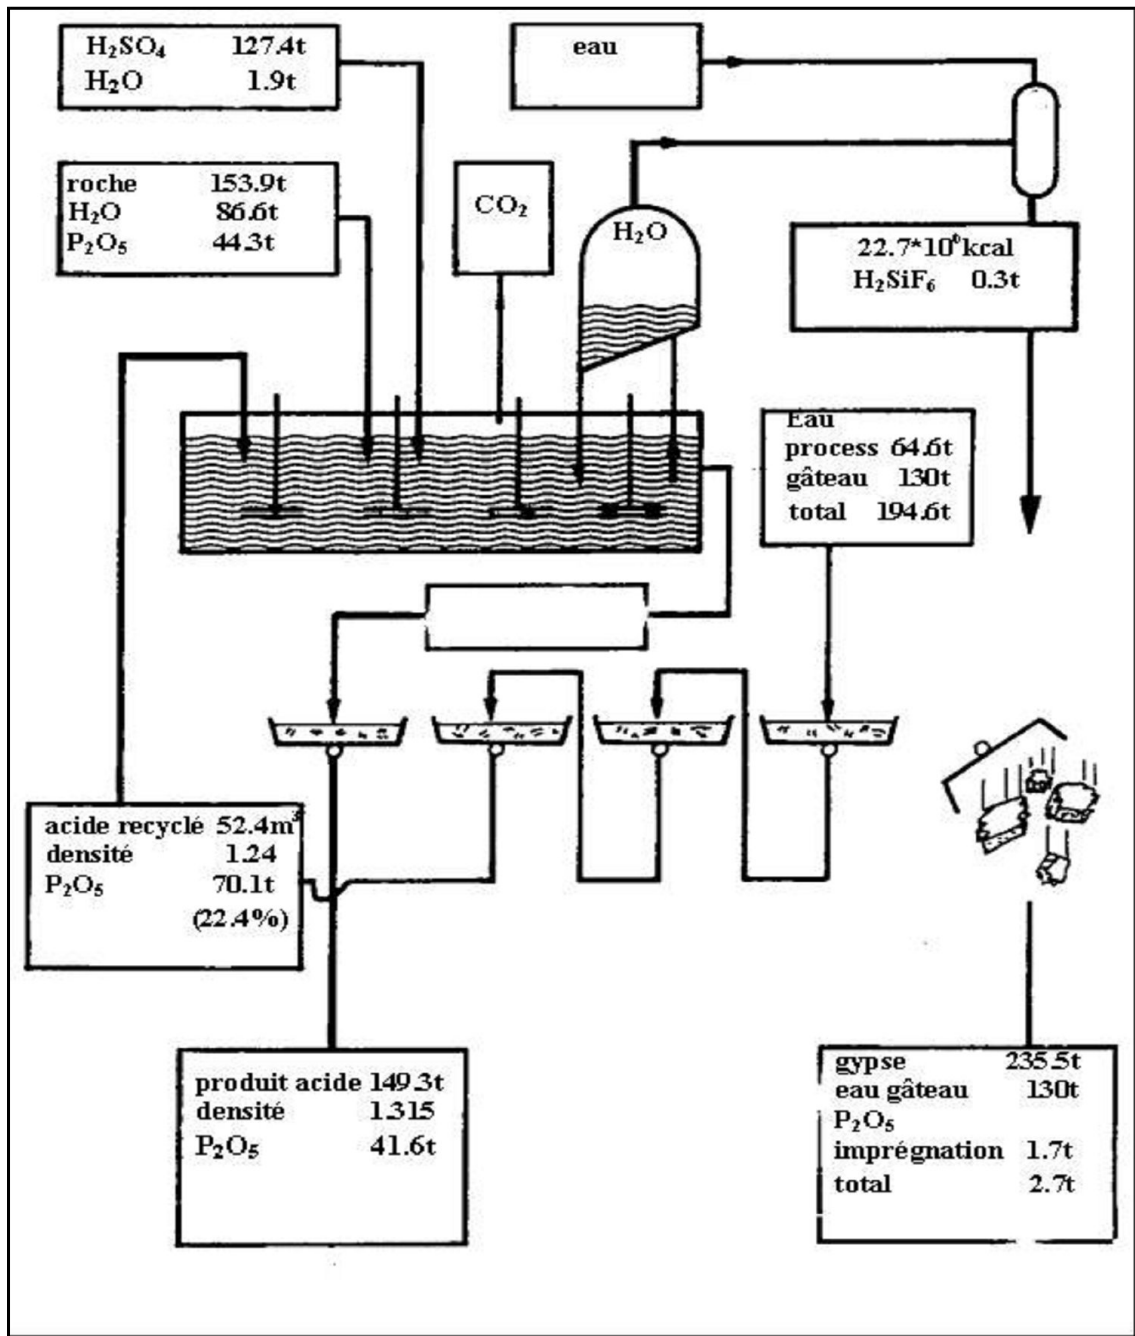 H₂SO₄ 127.4t
H₂O 1.9t
eau
roche 153.9t
H₂O 86.6t
P₂O₅ 44.3t
CO₂
H₂O
22.7*10⁶kcal
H₂SiF₆ 0.3t
Eau
process 64.6t
gâteau 130t
total 194.6t
acide recyclé 52.4m³
densité 1.24
P₂O₅ 70.1t
(22.4%)
produit acide 149.3t
densité 1.315
P₂O₅ 41.6t
gypse 235.5t
eau gâteau 130t
P₂O₅
imprégnation 1.7t
total 2.7t